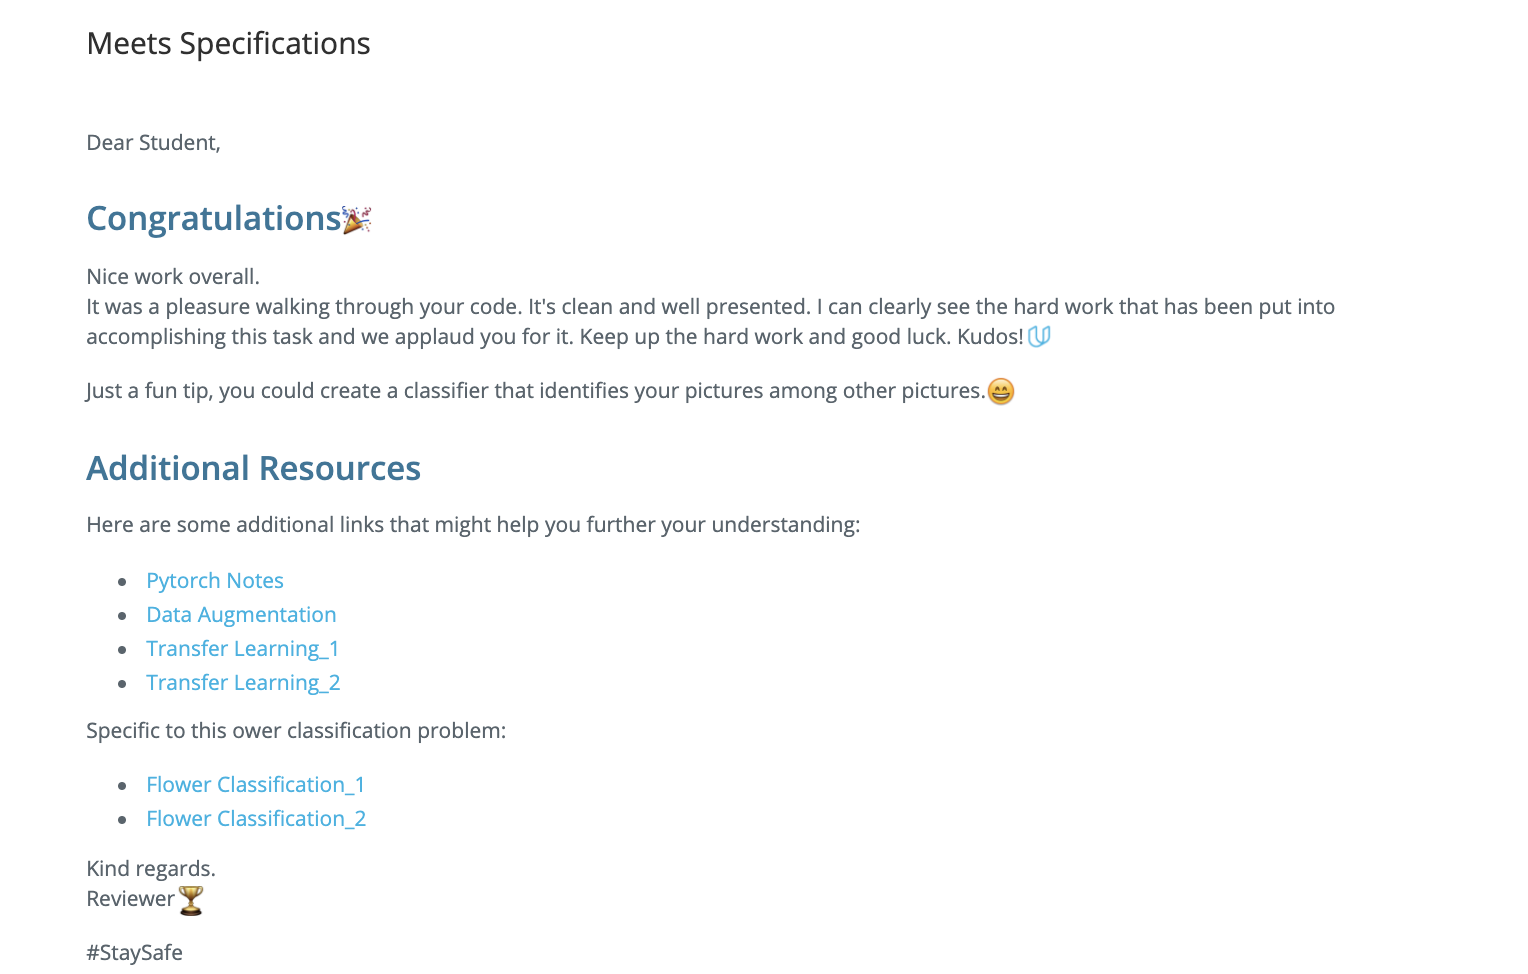 Meets Specifications
Dear Student,
Congratulations🎉
Nice work overall.
It was a pleasure walking through your code. It's clean and well presented. I can clearly see the hard work that has been put into
accomplishing this task and we applaud you for it. Keep up the hard work and good luck. Kudos!
Just a fun tip, you could create a classifier that identifies your pictures among other pictures.😄
Additional Resources
Here are some additional links that might help you further your understanding:
• Pytorch Notes
• Data Augmentation
• Transfer Learning_1
• Transfer Learning_2
Specific to this ower classification problem:
• Flower Classification_1
• Flower Classification_2
Kind regards.
Reviewer🏆
#StaySafe